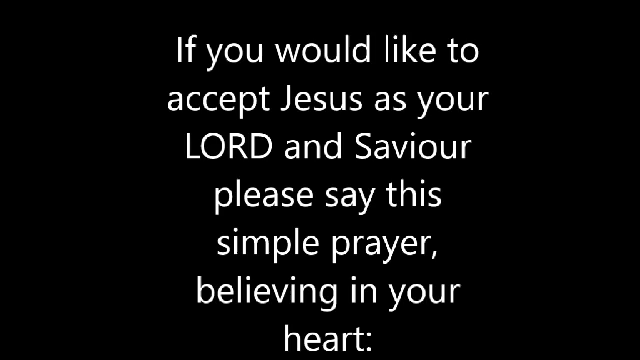 If you would like to
accept Jesus as your
LORD and Saviour
please say this
simple prayer,
believing in your
heart: